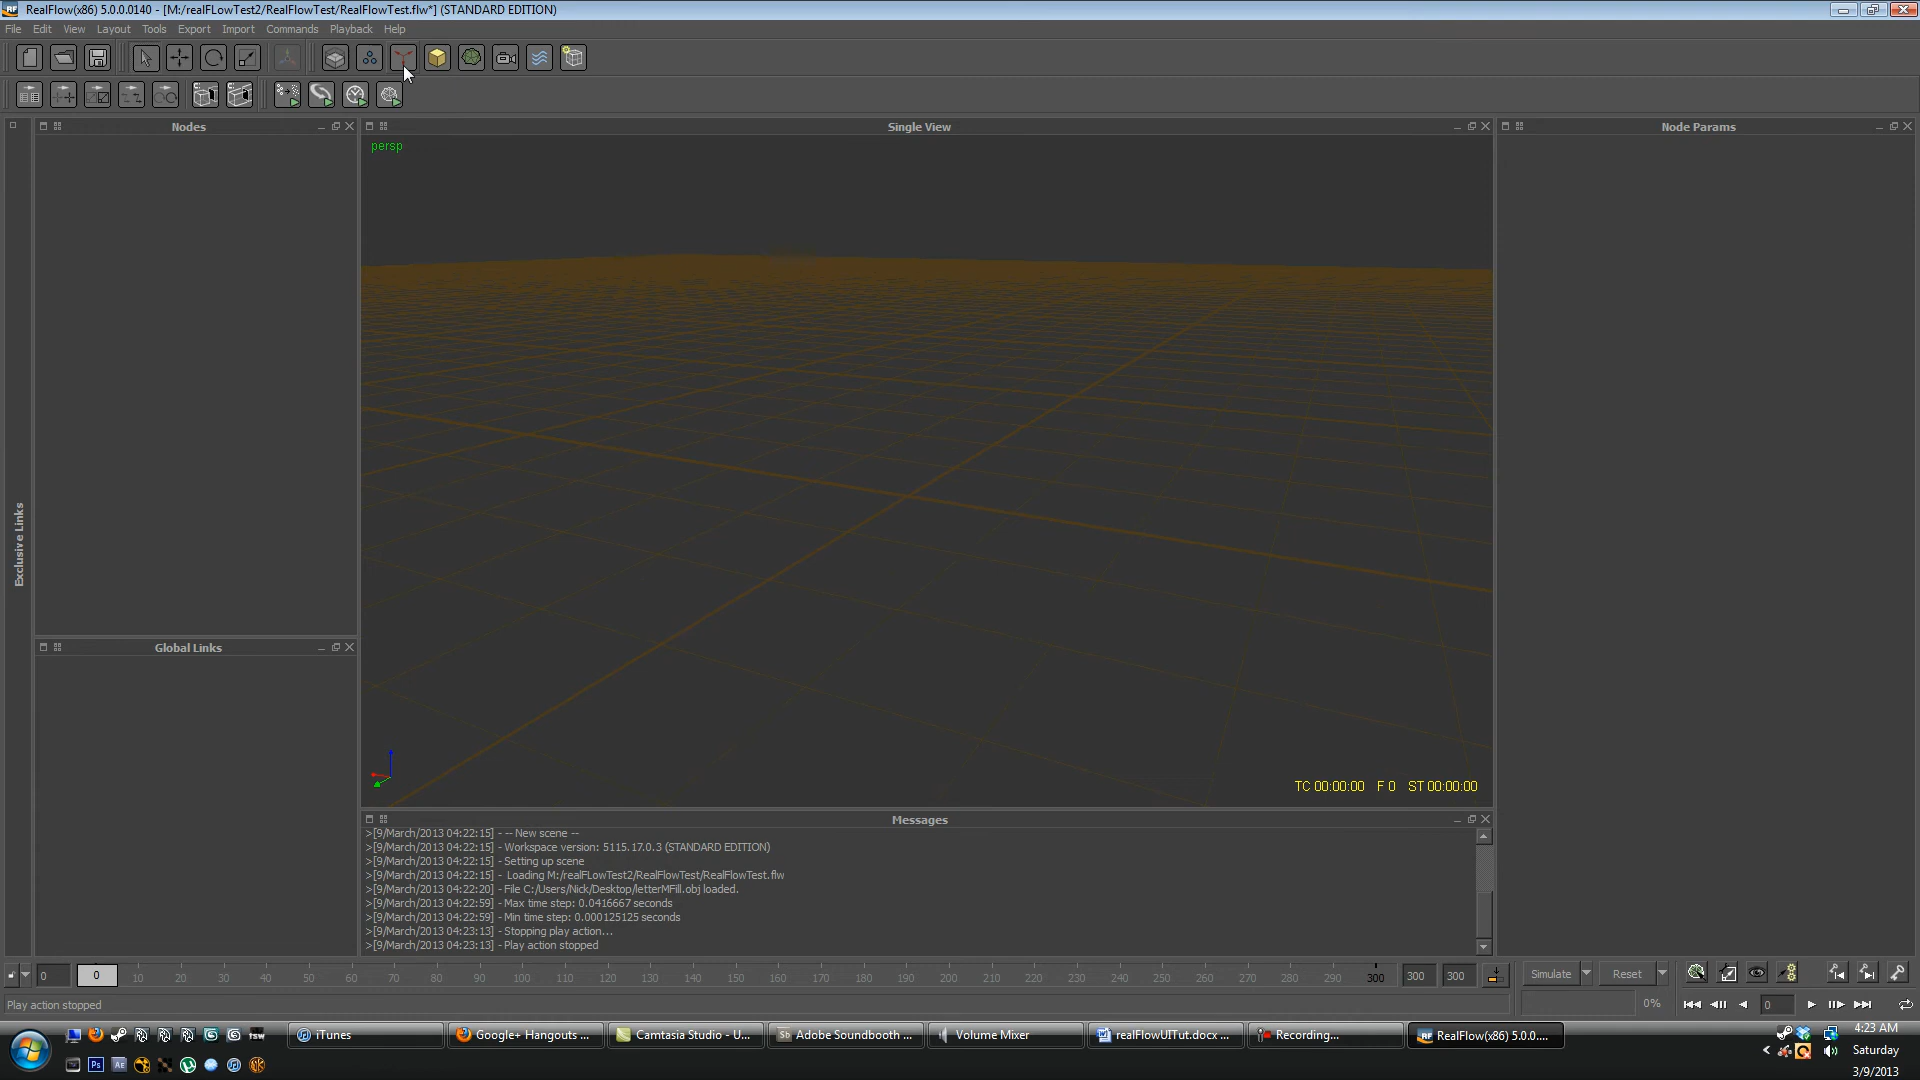 RealFlow(x86) 5.0.0.0140 - [M:/realFLowTest2/RealFlowTest/RealFlowTest.flw*] (STANDARD EDITION)
File Edit View Layout Tools Export Import Commands Playback Help
Nodes
Single View
Node Params
persp
Exclusive Links
Global Links
TC 00:00:00 F 0 ST 00:00:00
Messages
>[9/March/2013 04:22:15] - -- New scene --
>[9/March/2013 04:22:15] - Workspace version: 5115.17.0.3 (STANDARD EDITION)
>[9/March/2013 04:22:15] - Setting up scene
>[9/March/2013 04:22:15] - Loading M:/realFLowTest2/RealFlowTest/RealFlowTest.flw
>[9/March/2013 04:22:20] - File C:/Users/Nick/Desktop/letterMFill.obj loaded.
>[9/March/2013 04:22:59] - Max time step: 0.0416667 seconds
>[9/March/2013 04:22:59] - Min time step: 0.000125125 seconds
>[9/March/2013 04:23:13] - Stopping play action...
>[9/March/2013 04:23:13] - Play action stopped
0 0 10 20 30 40 50 60 70 80 90 100 110 120 130 140 150 160 170 180 190 200 210 220 230 240 250 260 270 280 290 300 300 300 Simulate Reset
Play action stopped
0% 0
iTunes Google+ Hangouts ... Camtasia Studio - U... Sb Adobe Soundbooth ... Volume Mixer realFlowUITut.docx ... Recording... RealFlow(x86) 5.0.0....
4:23 AM
Ps AE
Saturday
3/9/2013